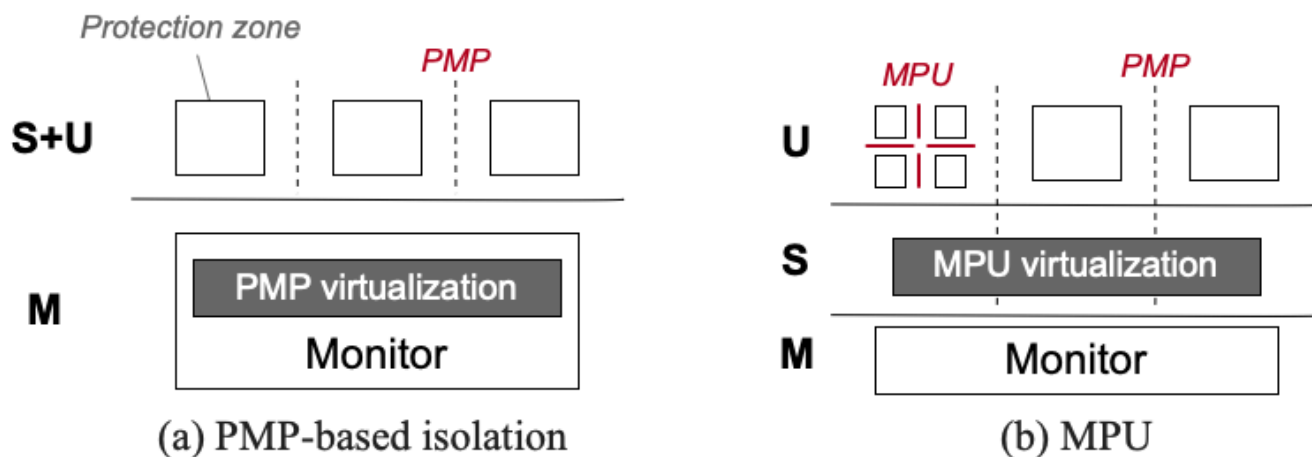 Protection zone
PMP
S+U
M
PMP virtualization
Monitor
(a) PMP-based isolation
MPU
PMP
U
S
MPU virtualization
M
Monitor
(b) MPU